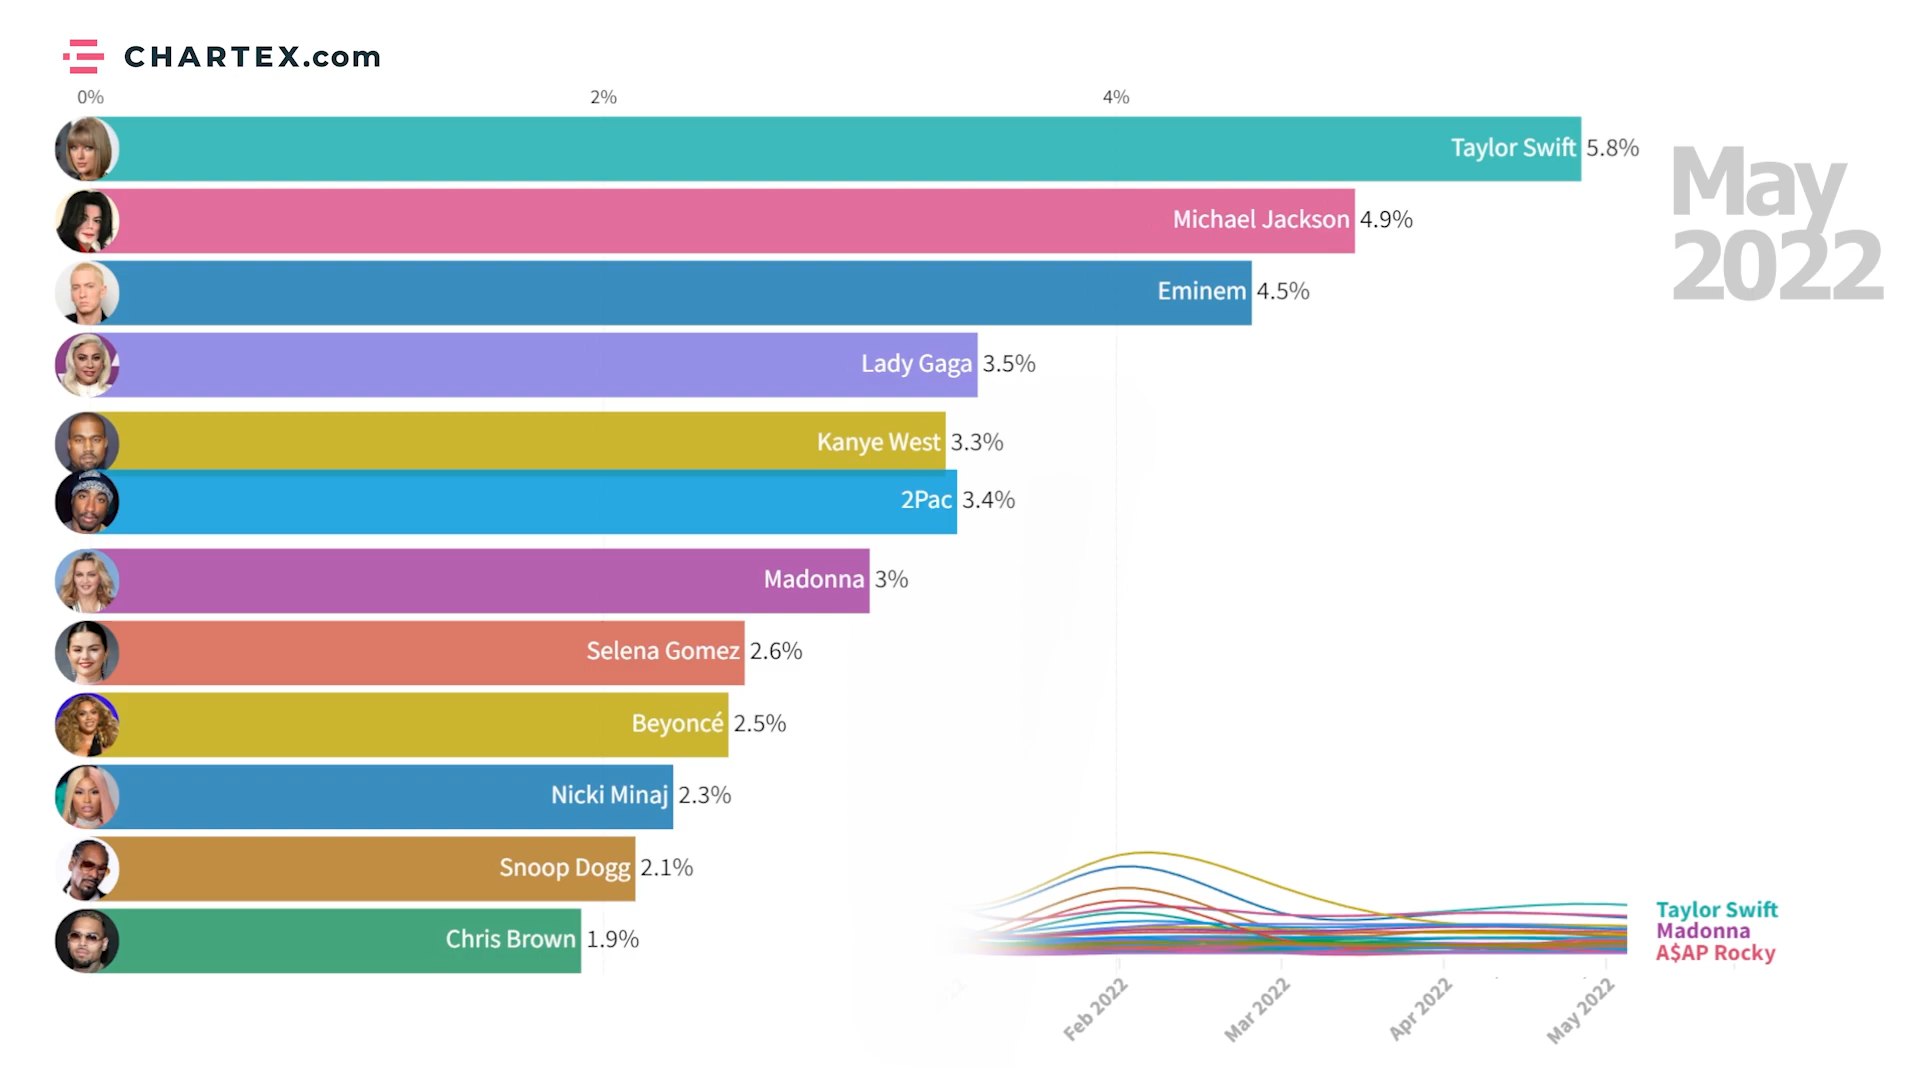 CHARTEX.com
0% 2% 4%
Taylor Swift 5.8%
May
2022
Michael Jackson 4.9%
Eminem 4.5%
Lady Gaga 3.5%
Kanye West 3.3%
2Pac 3.4%
Madonna 3%
Selena Gomez 2.6%
Beyoncé 2.5%
Nicki Minaj 2.3%
Snoop Dogg 2.1%
Chris Brown 1.9%
Taylor Swift
Madonna
A$AP Rocky
Feb 2022 Mar 2022 Apr 2022 May 2022